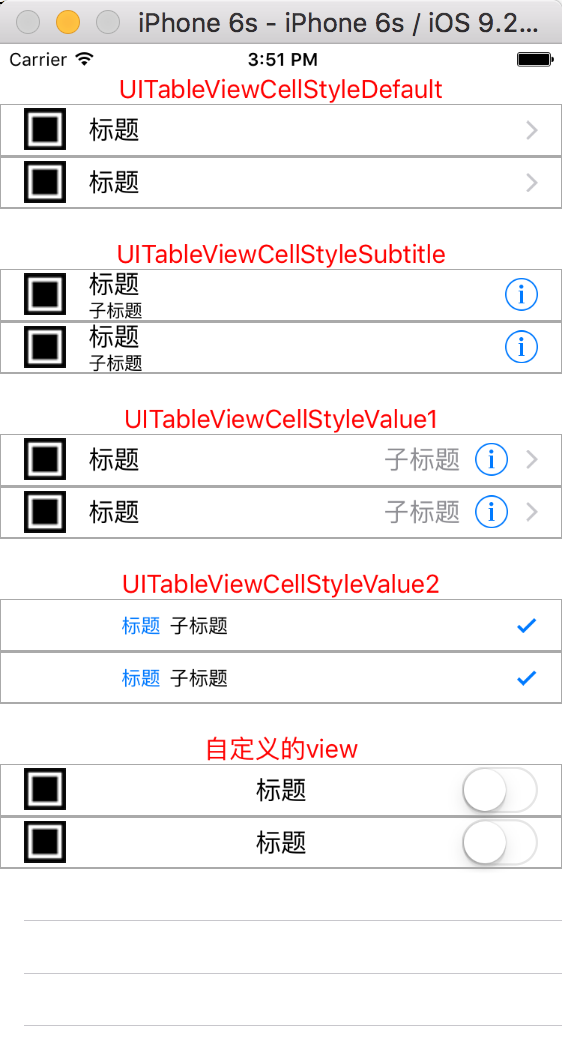 iPhone 6s - iPhone 6s / iOS 9.2...
Carrier 3:51 PM
UITableViewCellStyleDefault
标题
标题
UITableViewCellStyleSubtitle
标题
子标题
标题
子标题
UITableViewCellStyleValue1
标题 子标题
标题 子标题
UITableViewCellStyleValue2
标题 子标题
标题 子标题
自定义的view
标题
标题